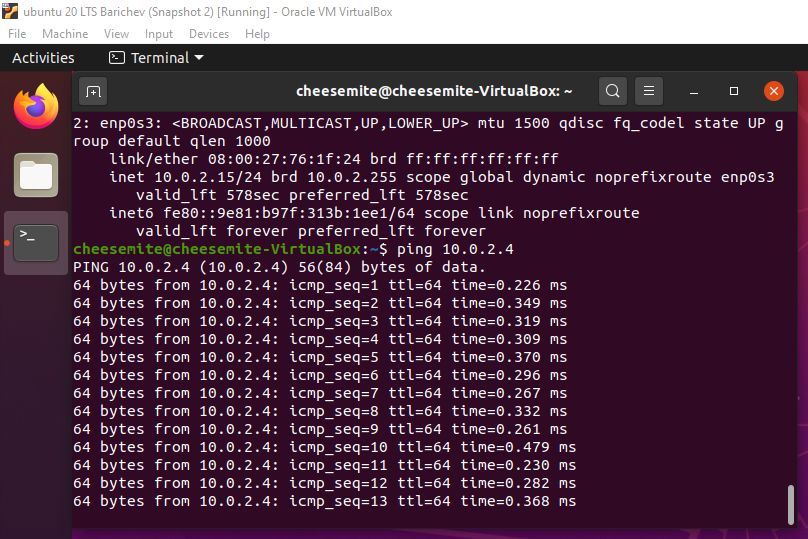 ubuntu 20 LTS Barichev (Snapshot 2) [Running] - Oracle VM VirtualBox
File Machine View Input Devices Help
Activities Terminal
cheesemite@cheesemite-VirtualBox: ~
2: enp0s3: <BROADCAST,MULTICAST,UP,LOWER_UP> mtu 1500 qdisc fq_codel state UP g
roup default qlen 1000
    link/ether 08:00:27:76:1f:24 brd ff:ff:ff:ff:ff:ff
    inet 10.0.2.15/24 brd 10.0.2.255 scope global dynamic noprefixroute enp0s3
       valid_lft 578sec preferred_lft 578sec
    inet6 fe80::9e81:b97f:313b:1ee1/64 scope link noprefixroute
       valid_lft forever preferred_lft forever
cheesemite@cheesemite-VirtualBox:~$ ping 10.0.2.4
PING 10.0.2.4 (10.0.2.4) 56(84) bytes of data.
64 bytes from 10.0.2.4: icmp_seq=1 ttl=64 time=0.226 ms
64 bytes from 10.0.2.4: icmp_seq=2 ttl=64 time=0.349 ms
64 bytes from 10.0.2.4: icmp_seq=3 ttl=64 time=0.319 ms
64 bytes from 10.0.2.4: icmp_seq=4 ttl=64 time=0.309 ms
64 bytes from 10.0.2.4: icmp_seq=5 ttl=64 time=0.370 ms
64 bytes from 10.0.2.4: icmp_seq=6 ttl=64 time=0.296 ms
64 bytes from 10.0.2.4: icmp_seq=7 ttl=64 time=0.267 ms
64 bytes from 10.0.2.4: icmp_seq=8 ttl=64 time=0.332 ms
64 bytes from 10.0.2.4: icmp_seq=9 ttl=64 time=0.261 ms
64 bytes from 10.0.2.4: icmp_seq=10 ttl=64 time=0.479 ms
64 bytes from 10.0.2.4: icmp_seq=11 ttl=64 time=0.230 ms
64 bytes from 10.0.2.4: icmp_seq=12 ttl=64 time=0.282 ms
64 bytes from 10.0.2.4: icmp_seq=13 ttl=64 time=0.368 ms